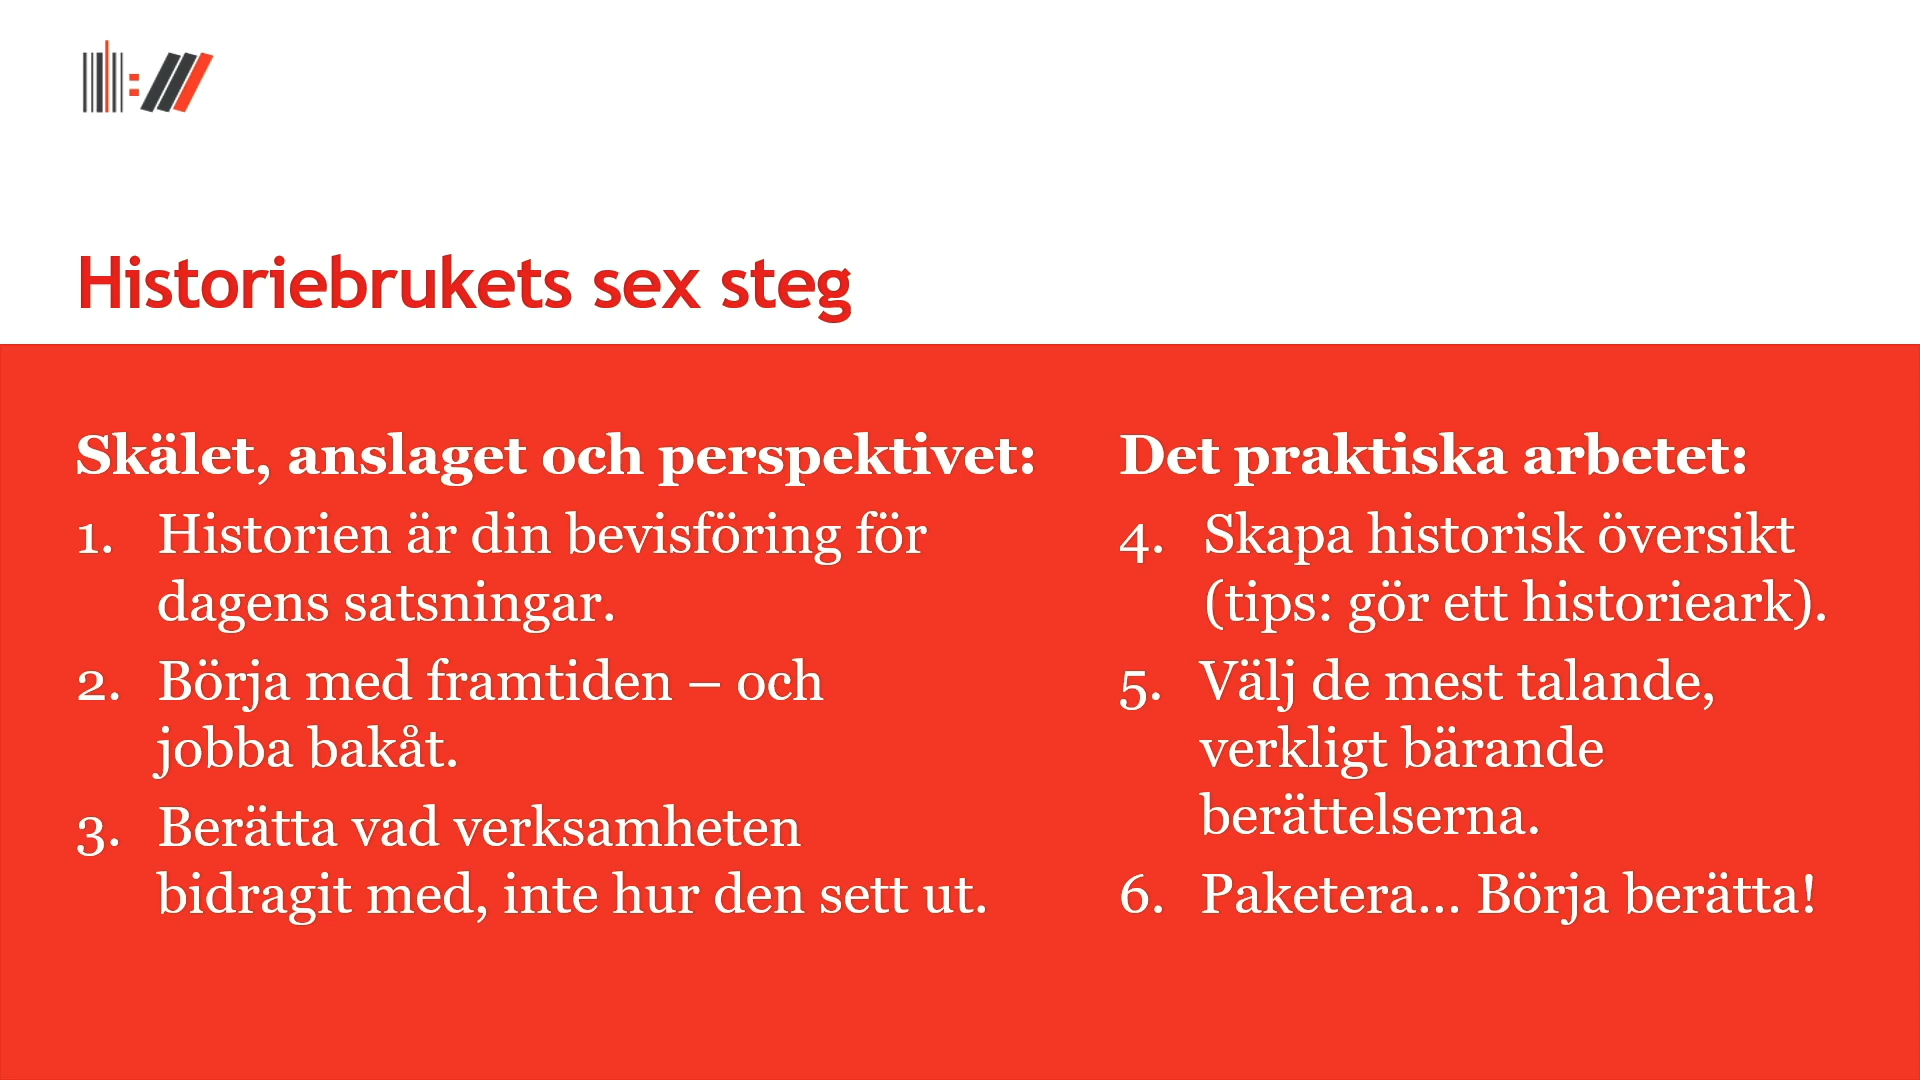 Historiebrukets sex steg
Skälet, anslaget och perspektivet:
1. Historien är din bevisföring för
dagens satsningar.
2. Börja med framtiden – och
jobba bakåt.
3. Berätta vad verksamheten
bidragit med, inte hur den sett ut.
Det praktiska arbetet:
4. Skapa historisk översikt
(tips: gör ett historieark).
5. Välj de mest talande,
verkligt bärande
berättelserna.
6. Paketera… Börja berätta!